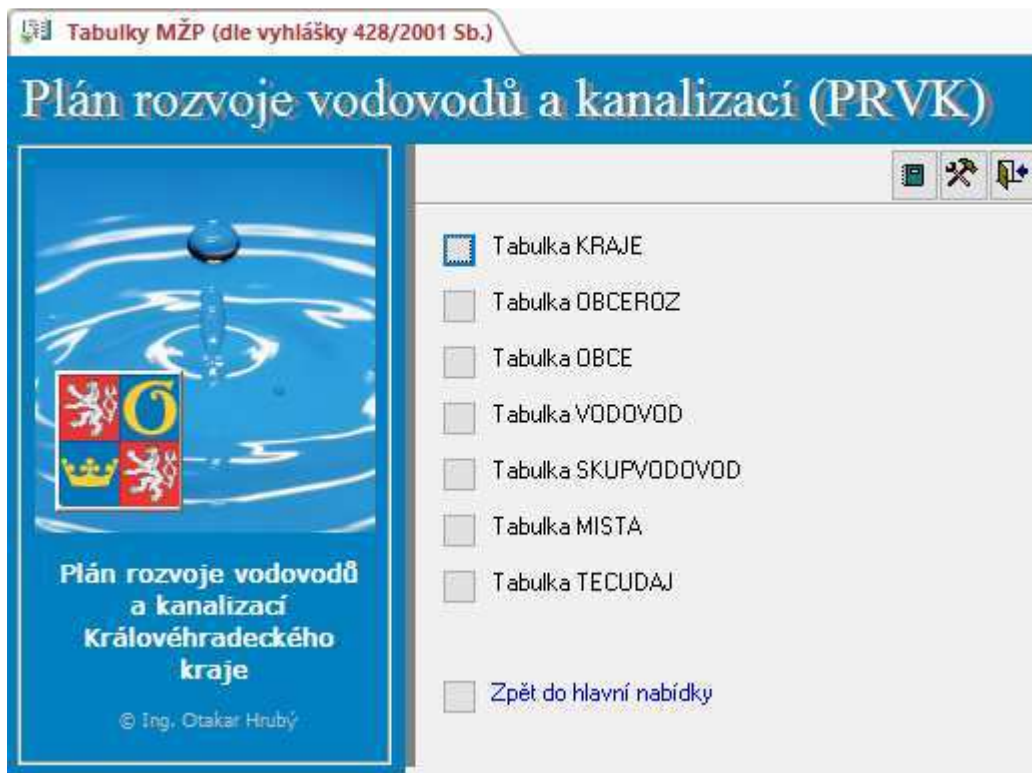 Tabulky MŽP (dle vyhlášky 428/2001 Sb.)
Plán rozvoje vodovodů a kanalizací (PRVK)
Tabulka KRAJE
Tabulka OBCEROZ
Tabulka OBCE
Tabulka VODOVOD
Tabulka SKUPVODOVOD
Tabulka MISTA
Tabulka TECUDAJ
Zpět do hlavní nabídky
Plán rozvoje vodovodů
a kanalizací
Královéhradeckého
kraje
© Ing. Otakar Hrubý